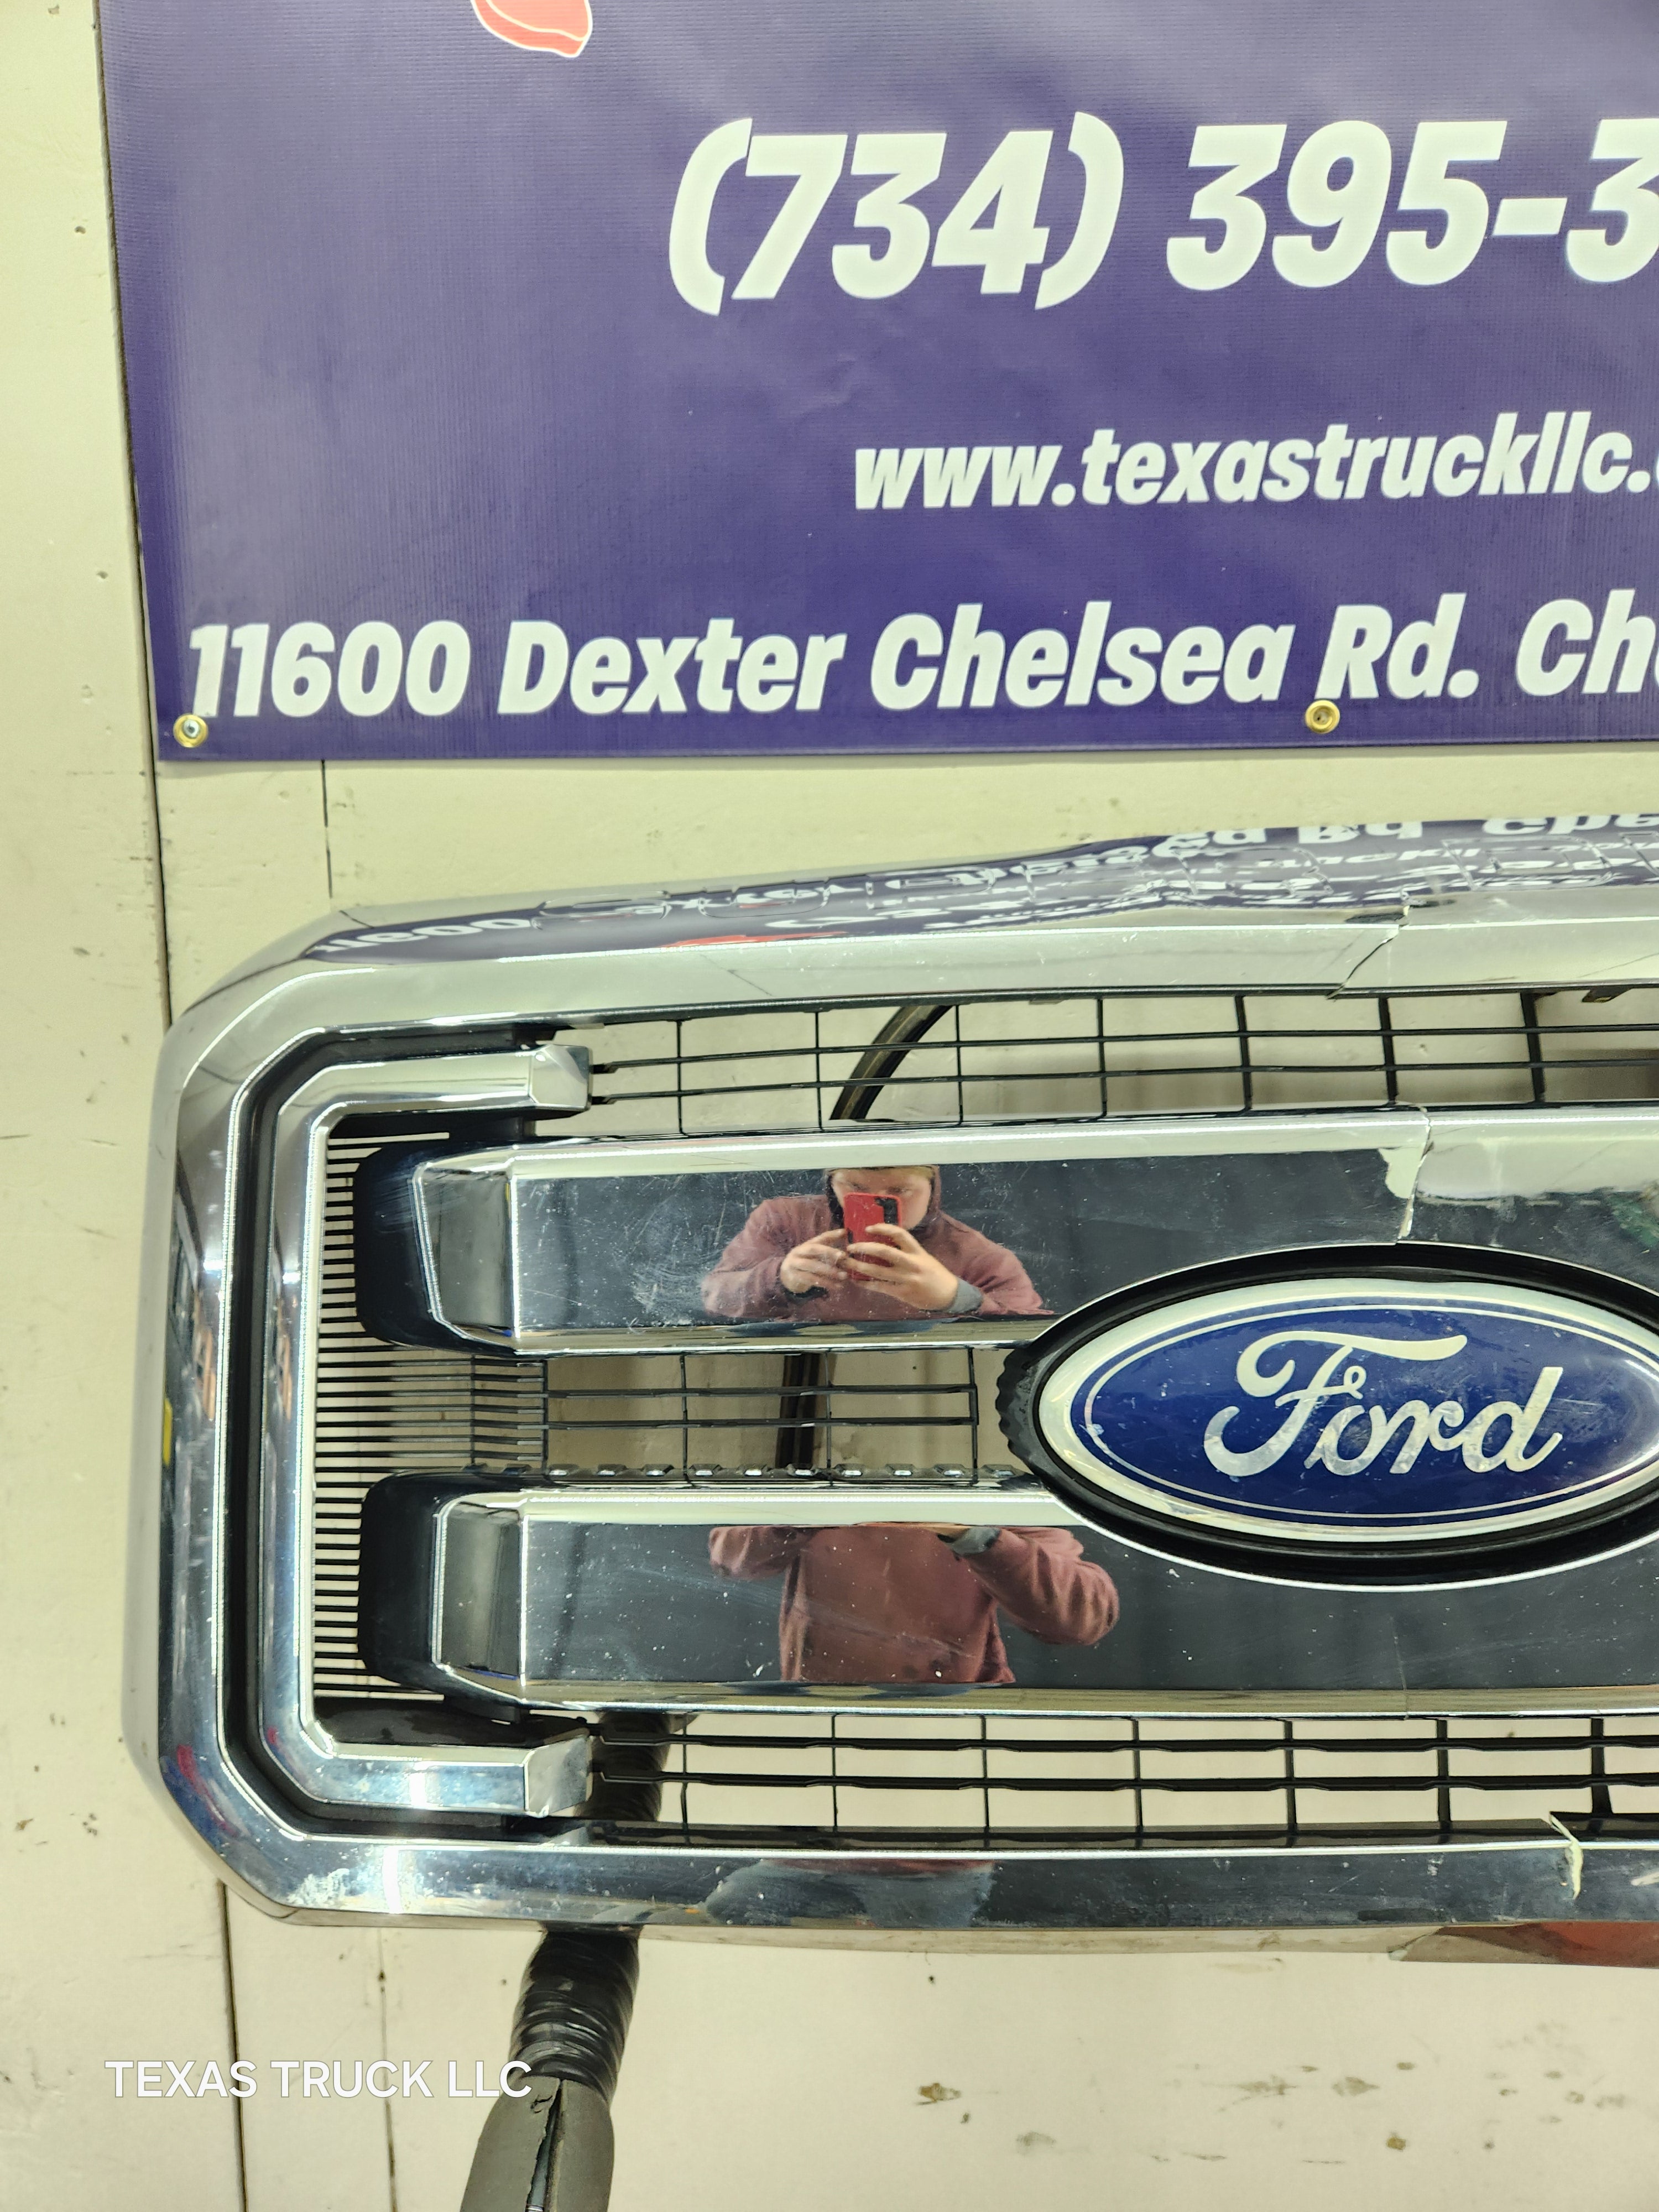 (734) 395-3
www.texastruckllc.
11600 Dexter Chelsea Rd. Ch
Ford
TEXAS TRUCK LLC